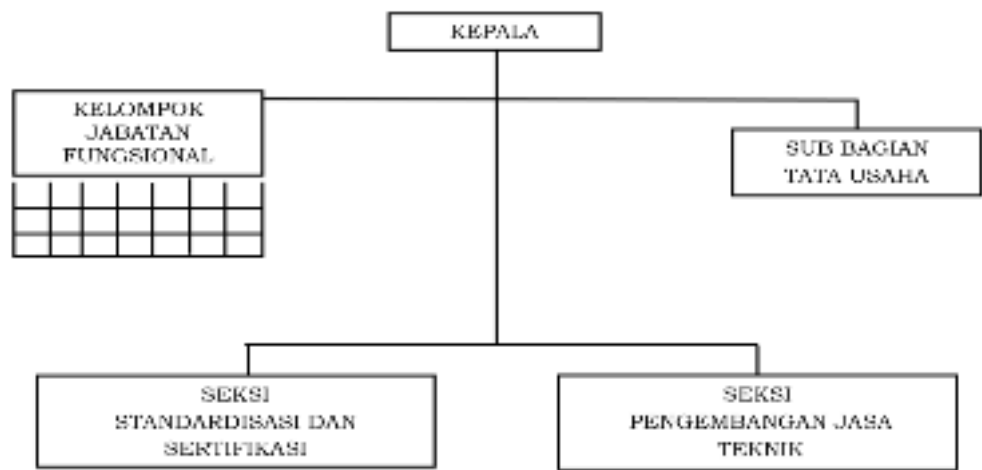 KEPALA
KELOMPOK
JABATAN
FUNGSIONAL
SUB BAGIAN
TATA USAHA
SEKSI
STANDARDISASI DAN
SERTIFIKASI
SEKSI
PENGEMBANGAN JASA
TEKNIK